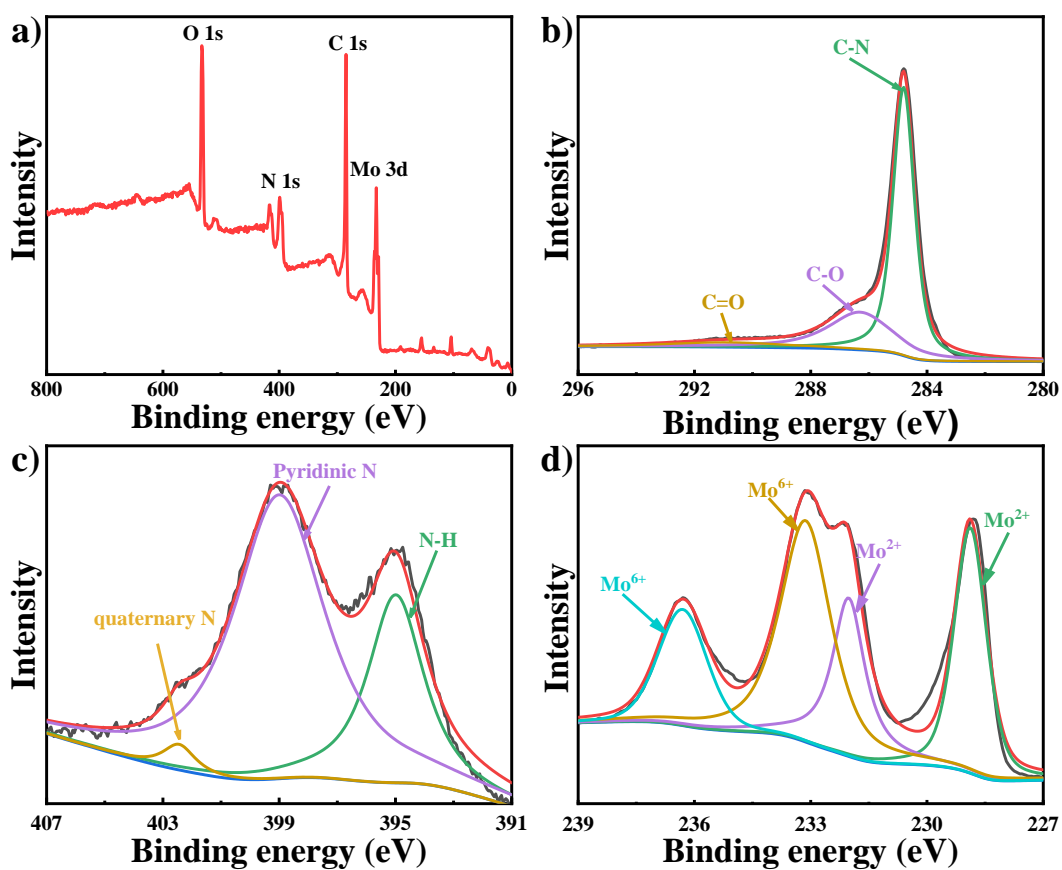 a)
O 1s
C 1s
N 1s
Mo 3d
Intensity
800 600 400 200 0
Binding energy (eV)
b)
C-N
C-O
C=O
Intensity
296 292 288 284 280
Binding energy (eV)
c)
Pyridinic N
N-H
quaternary N
Intensity
407 403 399 395 391
Binding energy (eV)
d)
Mo⁶⁺
Mo²⁺
Mo²⁺
Mo⁶⁺
Intensity
239 236 233 230 227
Binding energy (eV)